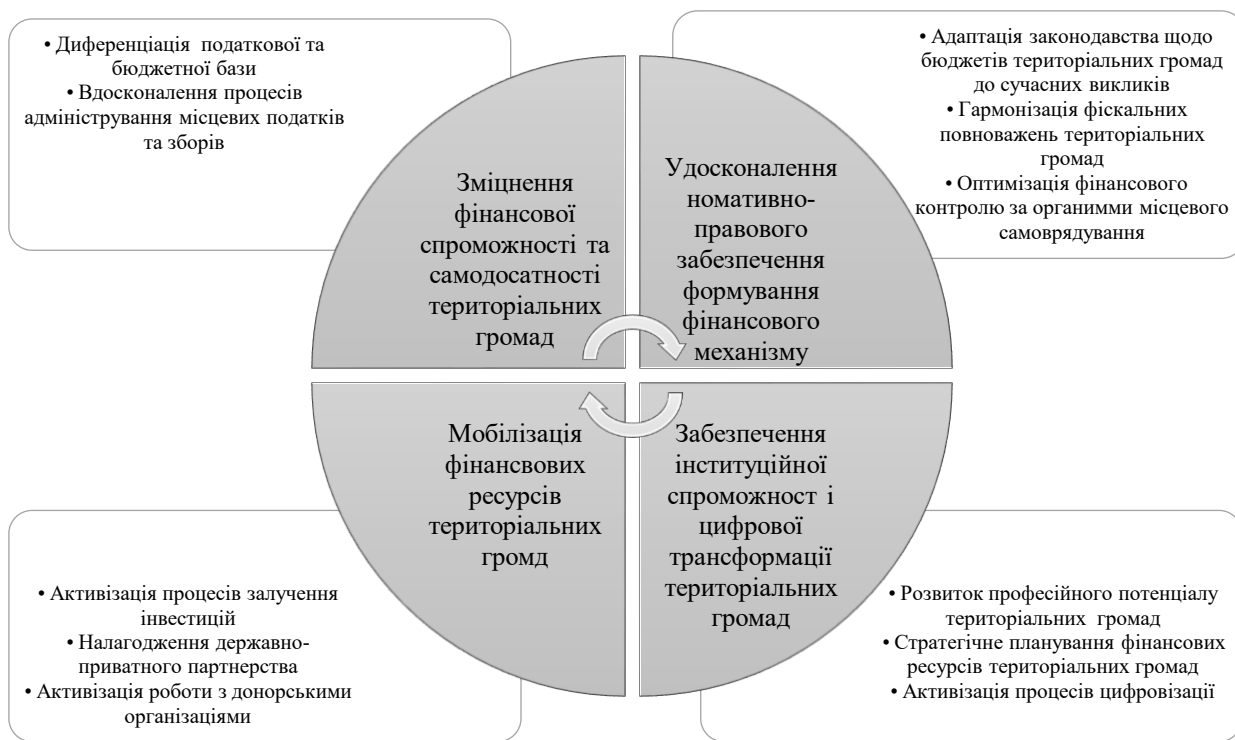 • Диференціація податкової та
бюджетної бази
• Вдосконалення процесів
адміністрування місцевих податків
та зборів
• Адаптація законодавства щодо
бюджетів територіальних громад
до сучасних викликів
• Гармонізація фіскальних
повноважень територіальних
громад
• Оптимізація фінансового
контролю за органимми місцевого
самоврядування
Зміцнення
фінансової
спроможності та
самодосатності
територіальних
громад
Удосконалення
номативно-
правового
забезпечення
формування
фінансового
механізму
Мобілізація
фінансвових
ресурсів
територіальних
громд
Забезпечення
інституційної
спроможност і
цифрової
трансформації
територіальних
громад
• Активізація процесів залучення
інвестицій
• Налагодження державно-
приватного партнерства
• Активізація роботи з донорськими
організаціями
• Розвиток професійного потенціалу
територіальних громад
• Стратегічне планування фінансових
ресурсів територіальних громад
• Активізація процесів цифровізації